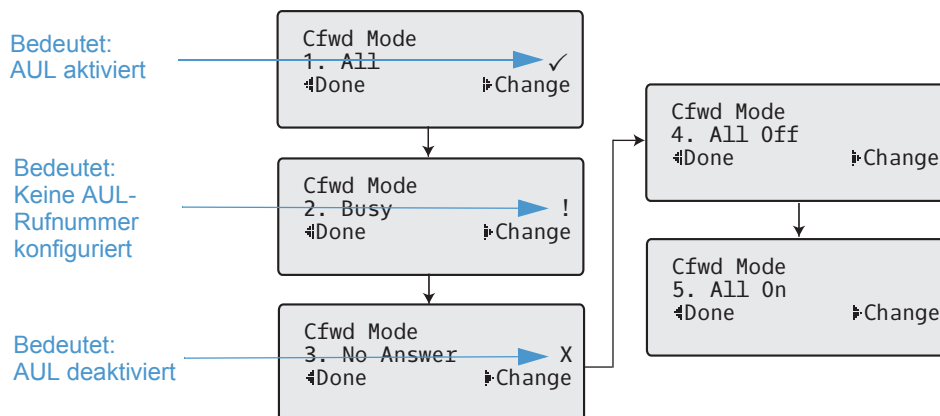 Bedeutet:
AUL aktiviert
Cfwd Mode
1. All ✓
Done Change
Bedeutet:
Keine AUL-
Rufnummer
konfiguriert
Cfwd Mode
2. Busy !
Done Change
Bedeutet:
AUL deaktiviert
Cfwd Mode
3. No Answer X
Done Change
Cfwd Mode
4. All Off
Done Change
Cfwd Mode
5. All On
Done Change